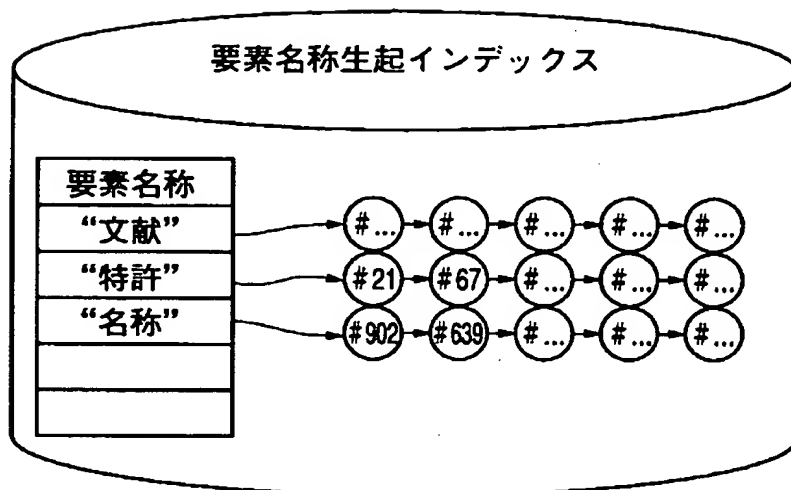 要素名称生起インデックス
要素名称
“文献” #... #... #... #... #...
“特許” #21 #67 #... #... #...
“名称” #902 #639 #... #... #...